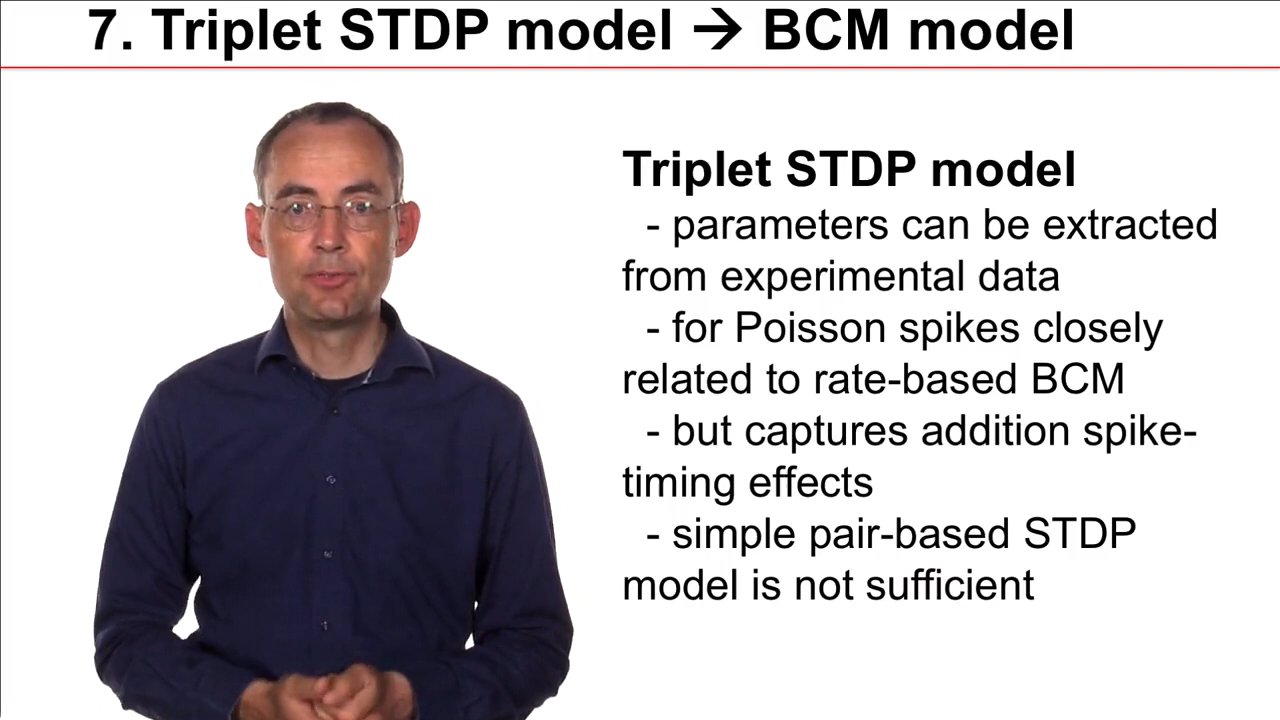 7. Triplet STDP model → BCM model
Triplet STDP model
- parameters can be extracted
from experimental data
- for Poisson spikes closely
related to rate-based BCM
- but captures addition spike-
timing effects
- simple pair-based STDP
model is not sufficient